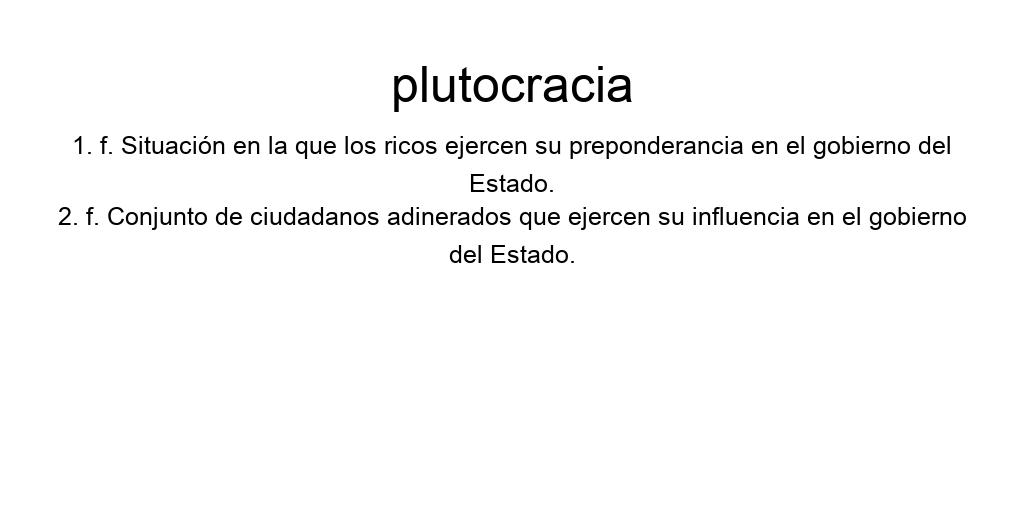 plutocracia
1. f. Situación en la que los ricos ejercen su preponderancia en el gobierno del
Estado.
2. f. Conjunto de ciudadanos adinerados que ejercen su influencia en el gobierno
del Estado.